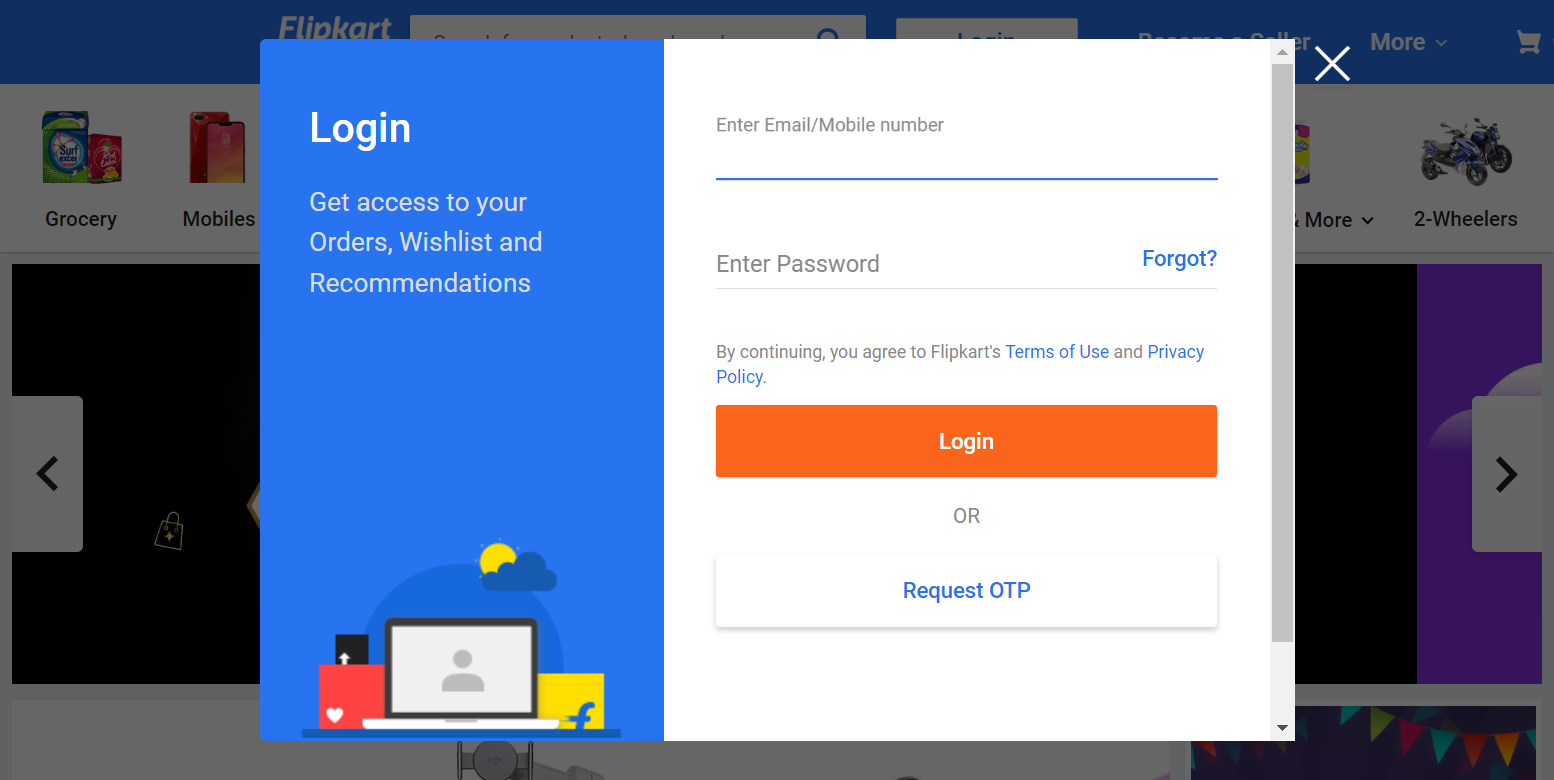 Flipkart
Login
Become a Seller
More
Login
Get access to your
Orders, Wishlist and
Recommendations
Enter Email/Mobile number
Enter Password
Forgot?
By continuing, you agree to Flipkart's Terms of Use and Privacy
Policy.
Login
OR
Request OTP
Surf
excel
Grocery
Mobiles
& More
2-Wheelers